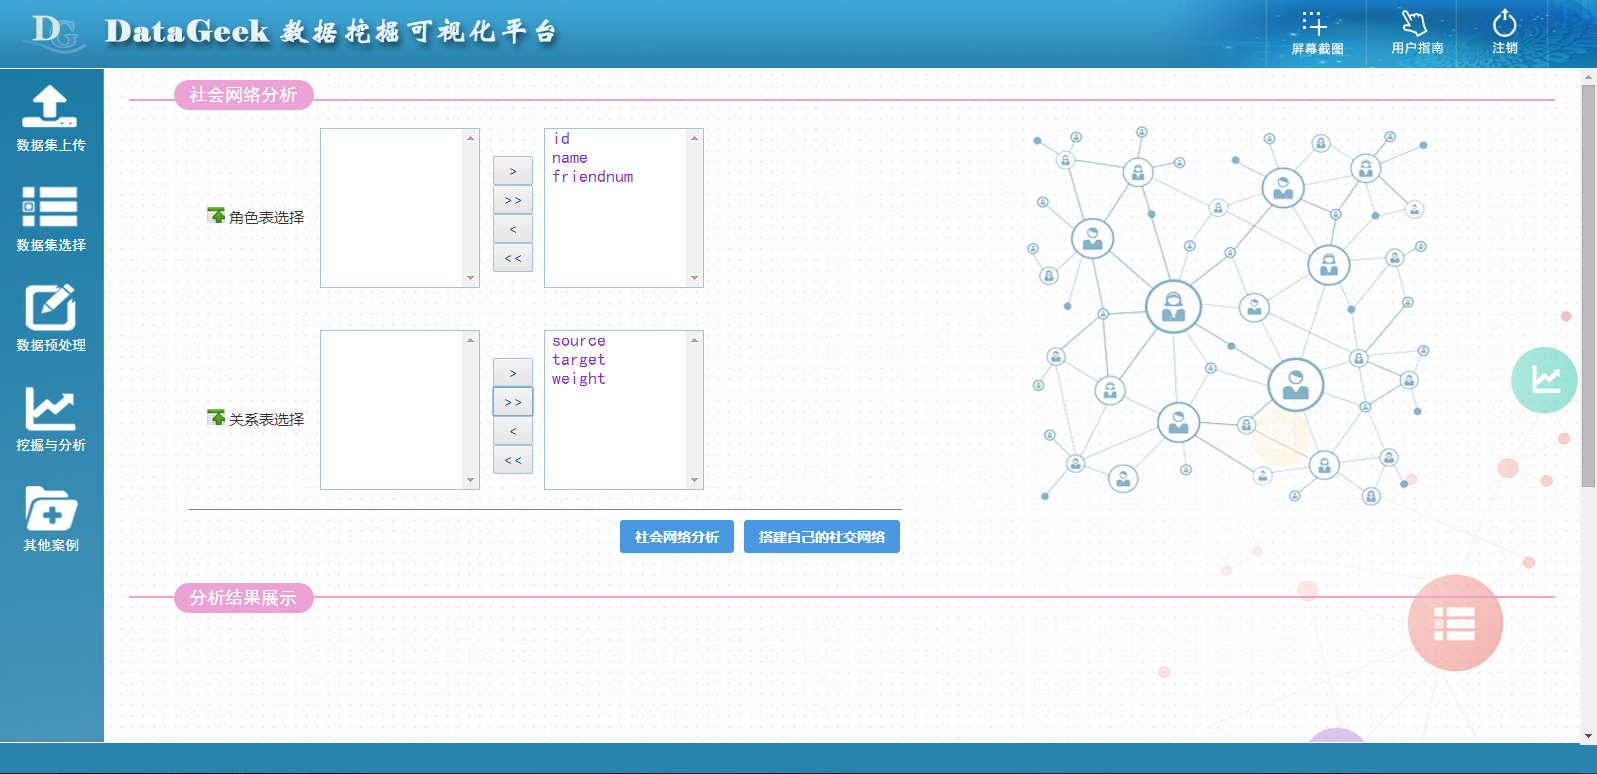 DG DataGeek 数据挖掘可视化平台
屏幕截图
用户指南
注销
数据集上传
数据集选择
数据预处理
挖掘与分析
其他案例
社会网络分析
角色表选择
>
>>
<
<<
id
name
friendnum
关系表选择
>
>>
<
<<
source
target
weight
社会网络分析
搭建自己的社交网络
分析结果展示